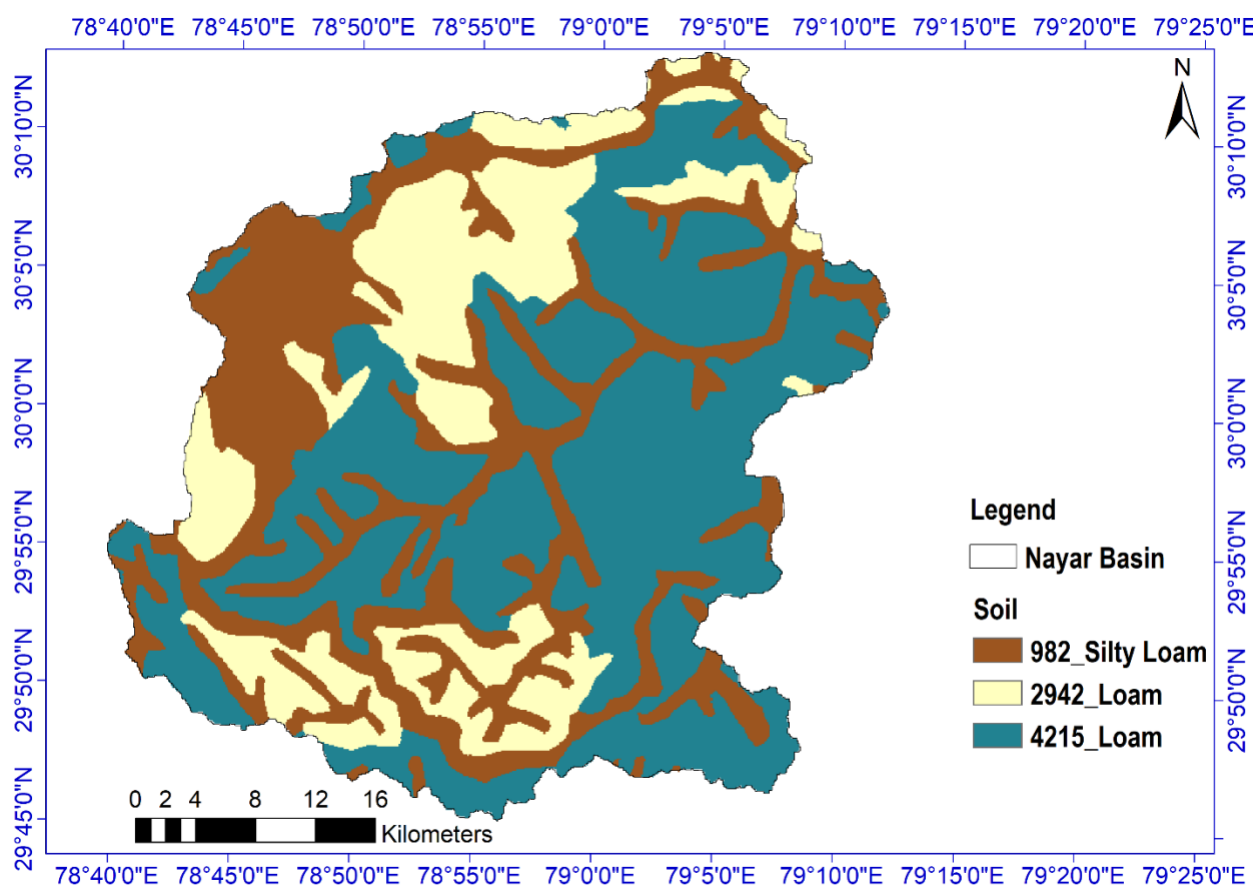 78°40'0"E 78°45'0"E 78°50'0"E 78°55'0"E 79°0'0"E 79°5'0"E 79°10'0"E 79°15'0"E 79°20'0"E 79°25'0"E
N
30°10'0"N
30°10'0"N
30°5'0"N
30°5'0"N
30°0'0"N
30°0'0"N
Legend
Nayar Basin
29°55'0"N
29°55'0"N
Soil
982_Silty Loam
2942_Loam
4215_Loam
29°50'0"N
29°50'0"N
0 2 4 8 12 16
Kilometers
29°45'0"N
78°40'0"E 78°45'0"E 78°50'0"E 78°55'0"E 79°0'0"E 79°5'0"E 79°10'0"E 79°15'0"E 79°20'0"E 79°25'0"E